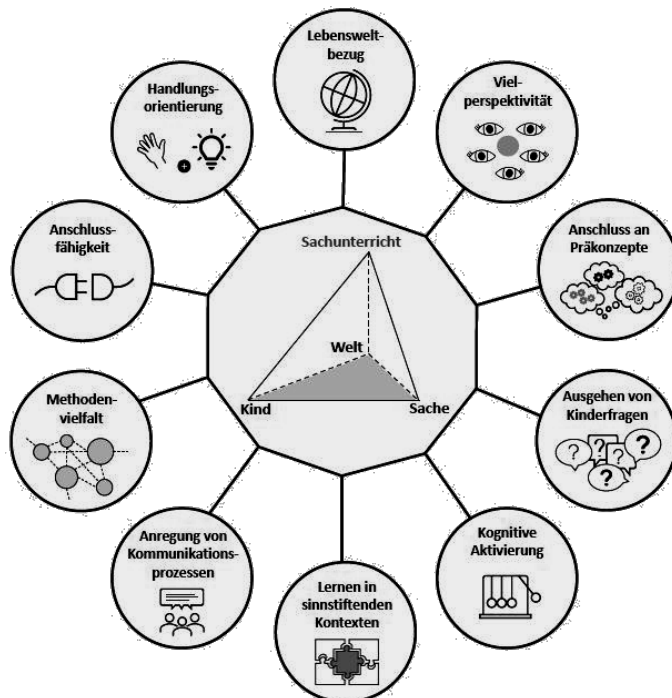 Lebenswelt-
bezug
Viel-
perspektivität
Anschluss an
Präkonzepte
Ausgehen von
Kinderfragen
? ? ? ? ?
Kognitive
Aktivierung
Lernen in
sinnstiftenden
Kontexten
Anregung von
Kommunikations-
prozessen
Methoden-
vielfalt
Anschluss-
fähigkeit
Handlungs-
orientierung
+
Sachunterricht
Welt
Kind
Sache